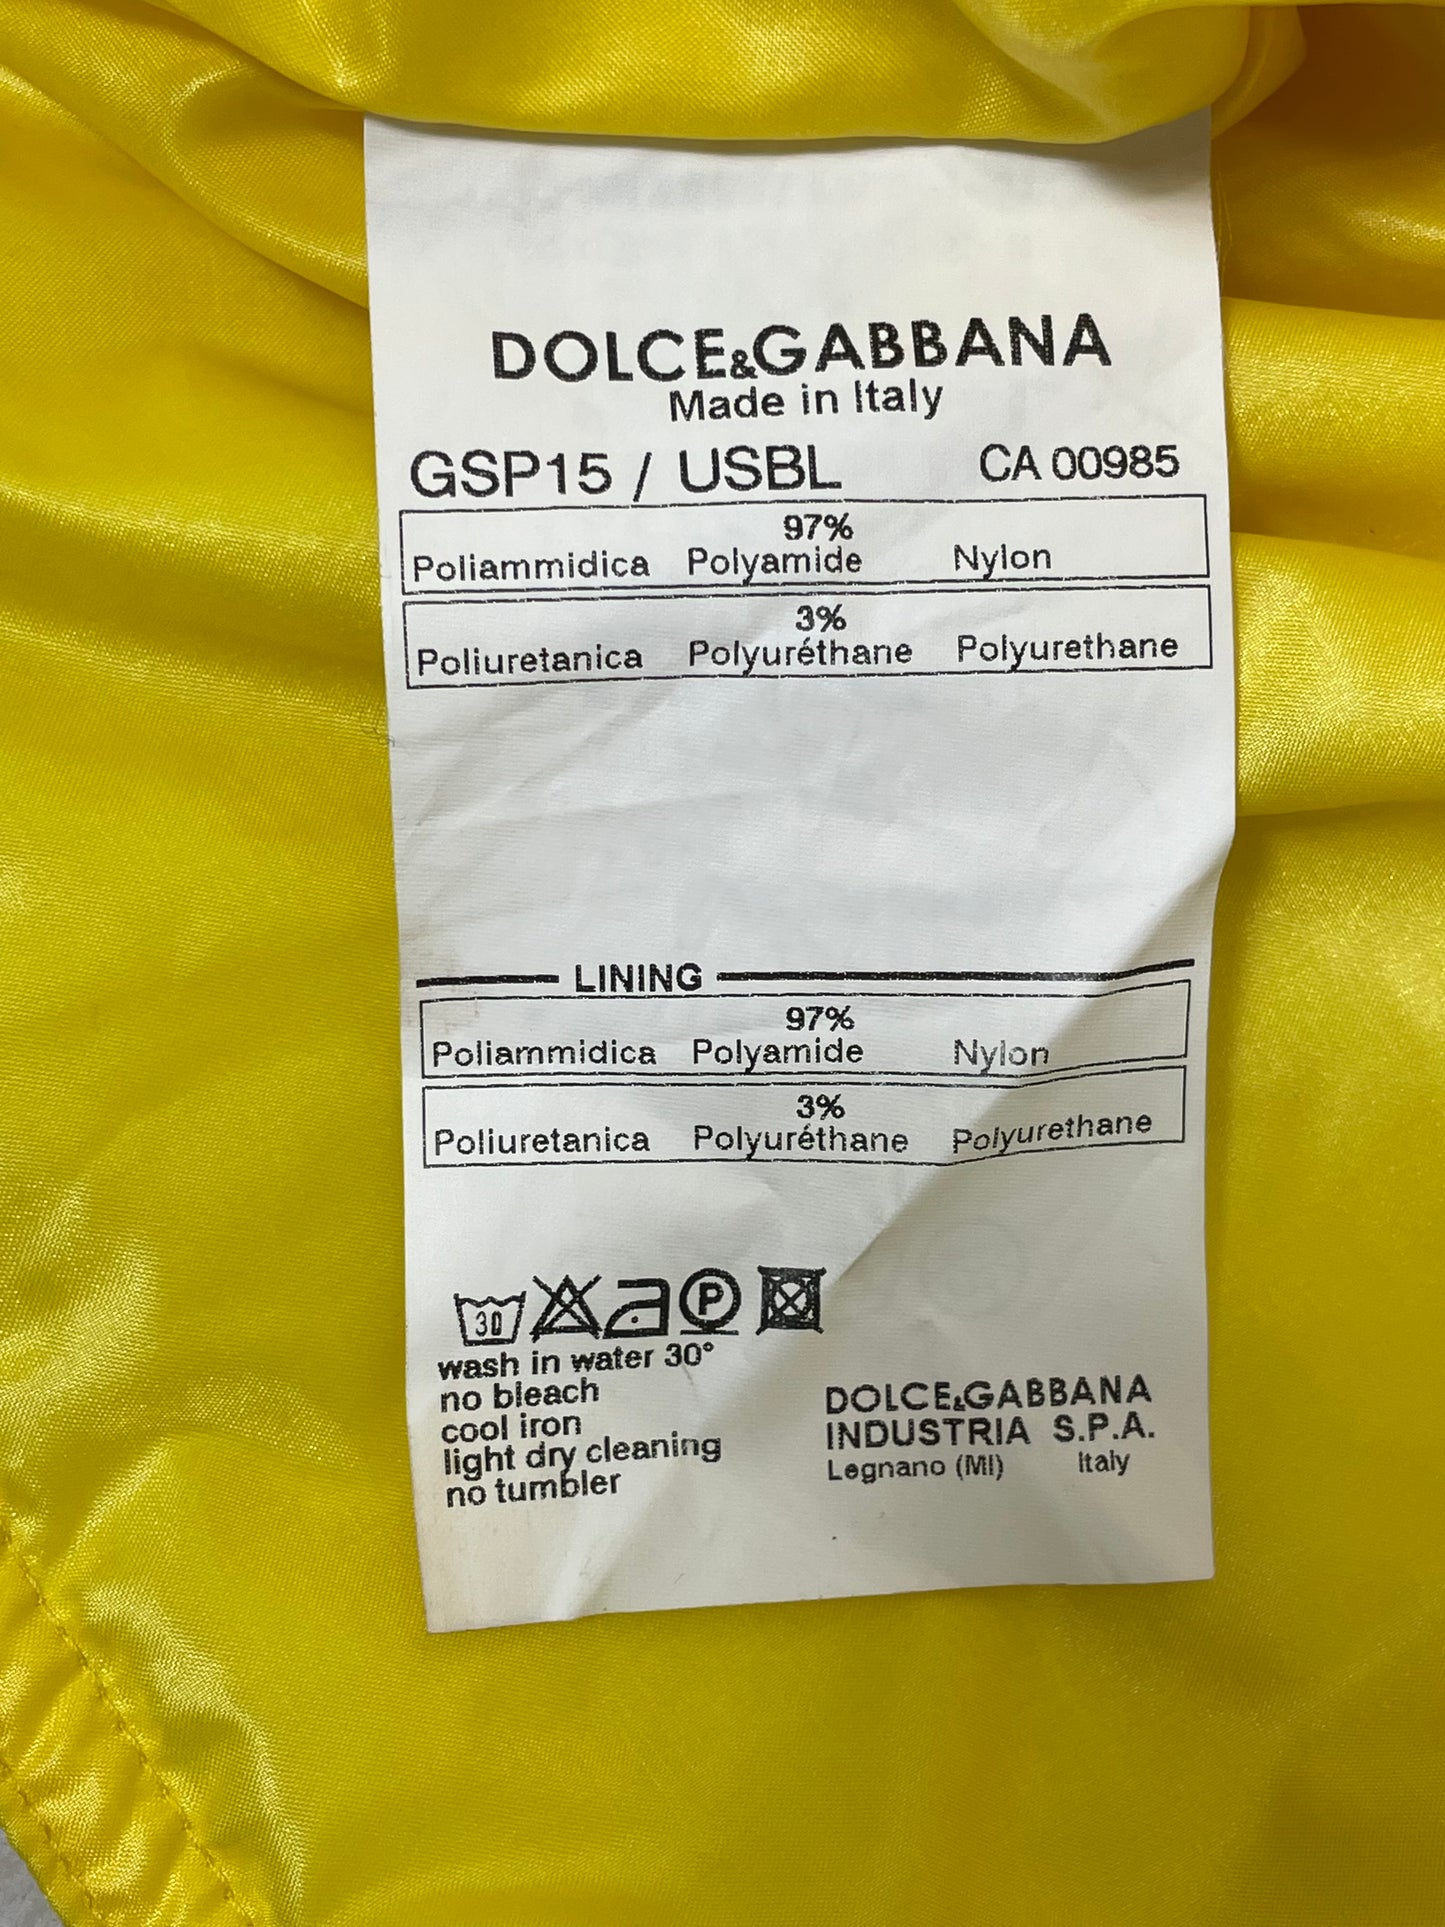 DOLCE&GABBANA
Made in Italy
GSP15 / USBL CA 00985
97%
Poliammidica Polyamide Nylon
3%
Poliuretanica Polyuréthane Polyurethane
LINING
97%
Poliammidica Polyamide Nylon
3%
Poliuretanica Polyuréthane Polyurethane
30 P
wash in water 30°
no bleach
cool iron
light dry cleaning
no tumbler
DOLCE&GABBANA
INDUSTRIA S.P.A.
Legnano (MI) Italy